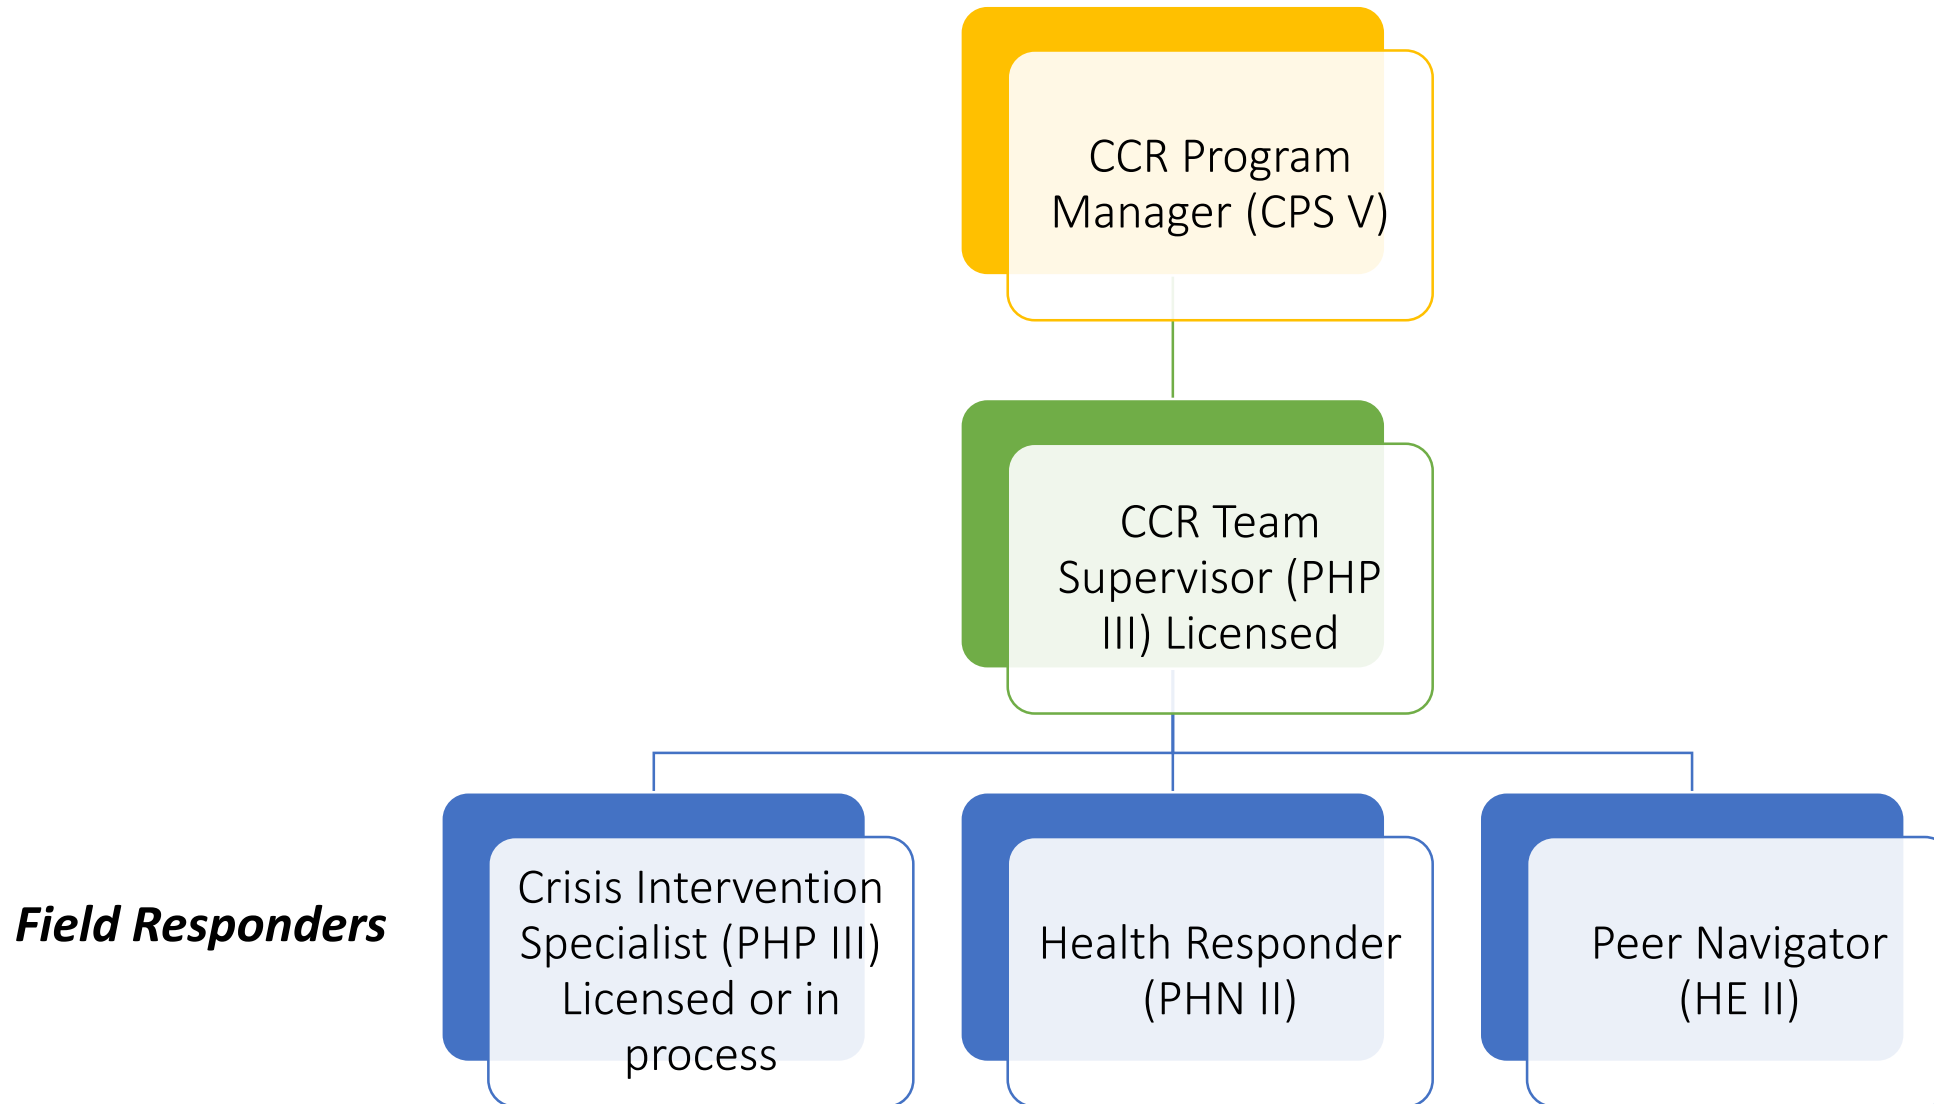 CCR Program
Manager (CPS V)
CCR Team
Supervisor (PHP
III) Licensed
Field Responders
Crisis Intervention
Specialist (PHP III)
Licensed or in
process
Health Responder
(PHN II)
Peer Navigator
(HE II)